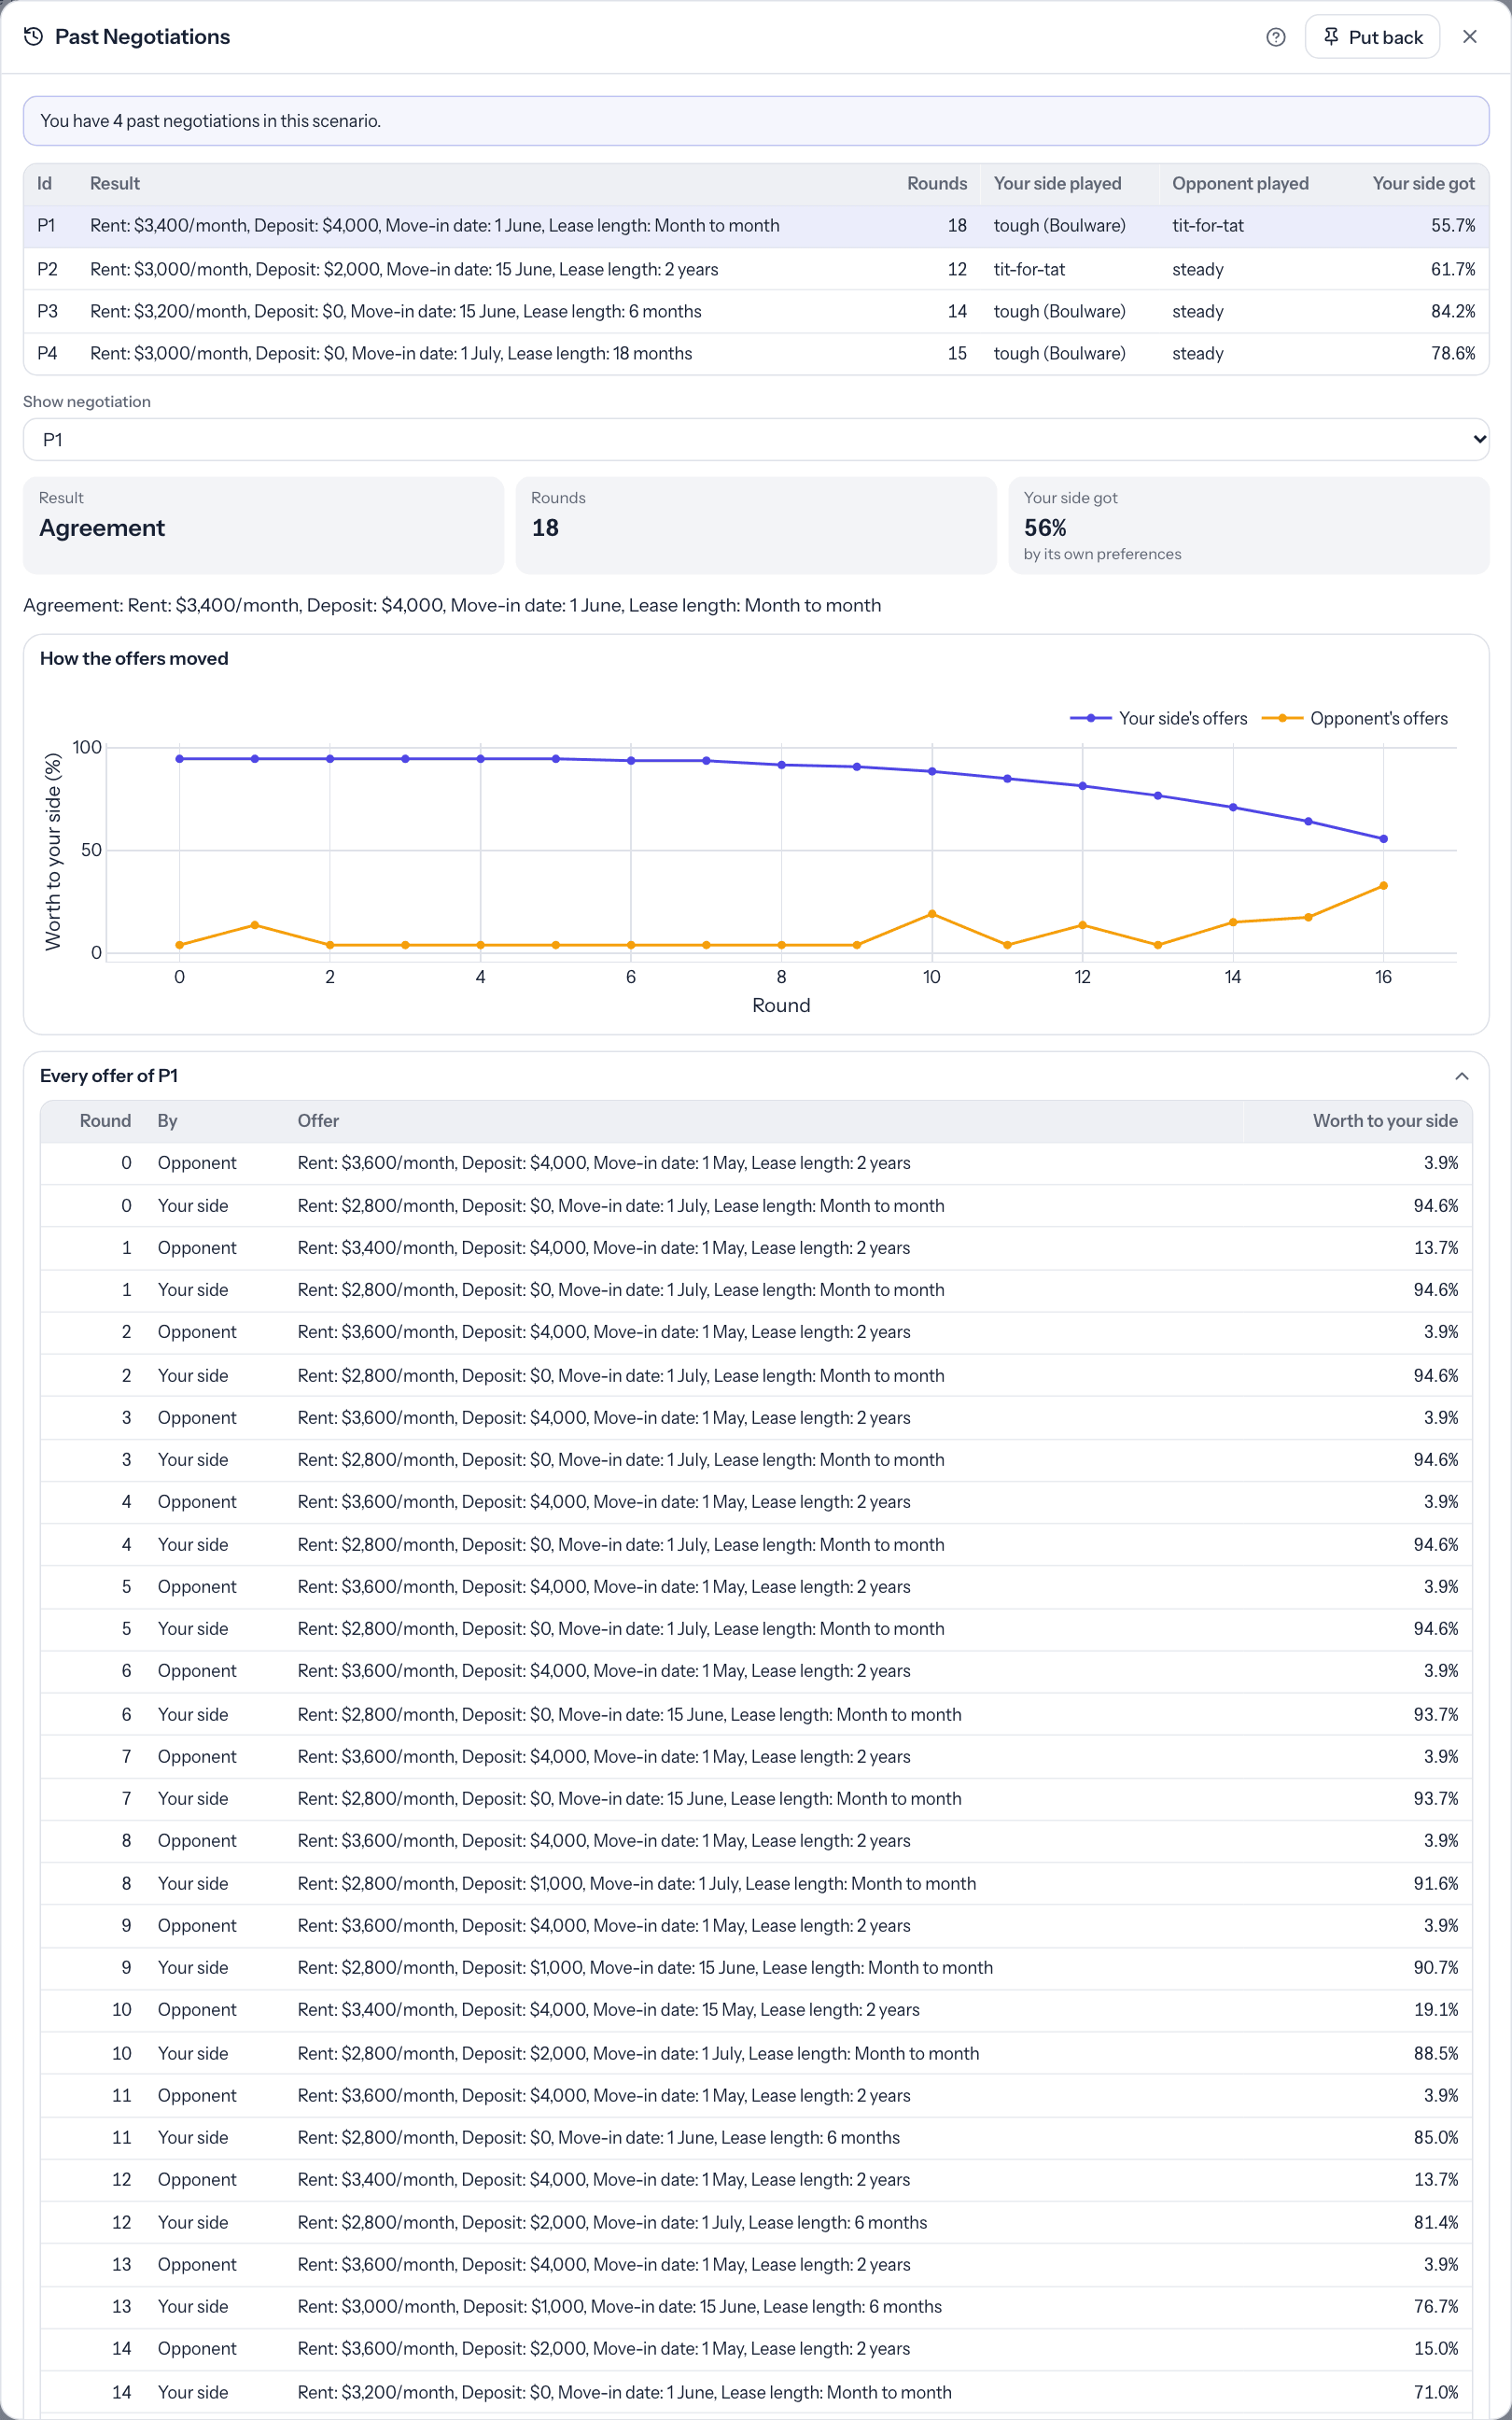 Past Negotiations
Put back
You have 4 past negotiations in this scenario.
Id Result Rounds Your side played Opponent played Your side got
P1 Rent: $3,400/month, Deposit: $4,000, Move-in date: 1 June, Lease length: Month to month 18 tough (Boulware) tit-for-tat 55.7%
P2 Rent: $3,000/month, Deposit: $2,000, Move-in date: 15 June, Lease length: 2 years 12 tit-for-tat steady 61.7%
P3 Rent: $3,200/month, Deposit: $0, Move-in date: 15 June, Lease length: 6 months 14 tough (Boulware) steady 84.2%
P4 Rent: $3,000/month, Deposit: $0, Move-in date: 1 July, Lease length: 18 months 15 tough (Boulware) steady 78.6%
Show negotiation
P1
Result Rounds Your side got
Agreement 18 56%
by its own preferences
Agreement: Rent: $3,400/month, Deposit: $4,000, Move-in date: 1 June, Lease length: Month to month
How the offers moved
Your side's offers Opponent's offers
Worth to your side (%)
100
50
0
0 2 4 6 8 10 12 14 16
Round
Every offer of P1
Round By Offer Worth to your side
0 Opponent Rent: $3,600/month, Deposit: $4,000, Move-in date: 1 May, Lease length: 2 years 3.9%
0 Your side Rent: $2,800/month, Deposit: $0, Move-in date: 1 July, Lease length: Month to month 94.6%
1 Opponent Rent: $3,400/month, Deposit: $4,000, Move-in date: 1 May, Lease length: 2 years 13.7%
1 Your side Rent: $2,800/month, Deposit: $0, Move-in date: 1 July, Lease length: Month to month 94.6%
2 Opponent Rent: $3,600/month, Deposit: $4,000, Move-in date: 1 May, Lease length: 2 years 3.9%
2 Your side Rent: $2,800/month, Deposit: $0, Move-in date: 1 July, Lease length: Month to month 94.6%
3 Opponent Rent: $3,600/month, Deposit: $4,000, Move-in date: 1 May, Lease length: 2 years 3.9%
3 Your side Rent: $2,800/month, Deposit: $0, Move-in date: 1 July, Lease length: Month to month 94.6%
4 Opponent Rent: $3,600/month, Deposit: $4,000, Move-in date: 1 May, Lease length: 2 years 3.9%
4 Your side Rent: $2,800/month, Deposit: $0, Move-in date: 1 July, Lease length: Month to month 94.6%
5 Opponent Rent: $3,600/month, Deposit: $4,000, Move-in date: 1 May, Lease length: 2 years 3.9%
5 Your side Rent: $2,800/month, Deposit: $0, Move-in date: 1 July, Lease length: Month to month 94.6%
6 Opponent Rent: $3,600/month, Deposit: $4,000, Move-in date: 1 May, Lease length: 2 years 3.9%
6 Your side Rent: $2,800/month, Deposit: $0, Move-in date: 15 June, Lease length: Month to month 93.7%
7 Opponent Rent: $3,600/month, Deposit: $4,000, Move-in date: 1 May, Lease length: 2 years 3.9%
7 Your side Rent: $2,800/month, Deposit: $0, Move-in date: 15 June, Lease length: Month to month 93.7%
8 Opponent Rent: $3,600/month, Deposit: $4,000, Move-in date: 1 May, Lease length: 2 years 3.9%
8 Your side Rent: $2,800/month, Deposit: $1,000, Move-in date: 1 July, Lease length: Month to month 91.6%
9 Opponent Rent: $3,600/month, Deposit: $4,000, Move-in date: 1 May, Lease length: 2 years 3.9%
9 Your side Rent: $2,800/month, Deposit: $1,000, Move-in date: 15 June, Lease length: Month to month 90.7%
10 Opponent Rent: $3,400/month, Deposit: $4,000, Move-in date: 15 May, Lease length: 2 years 19.1%
10 Your side Rent: $2,800/month, Deposit: $2,000, Move-in date: 1 July, Lease length: Month to month 88.5%
11 Opponent Rent: $3,600/month, Deposit: $4,000, Move-in date: 1 May, Lease length: 2 years 3.9%
11 Your side Rent: $2,800/month, Deposit: $0, Move-in date: 1 June, Lease length: 6 months 85.0%
12 Opponent Rent: $3,400/month, Deposit: $4,000, Move-in date: 1 May, Lease length: 2 years 13.7%
12 Your side Rent: $2,800/month, Deposit: $2,000, Move-in date: 1 July, Lease length: 6 months 81.4%
13 Opponent Rent: $3,600/month, Deposit: $4,000, Move-in date: 1 May, Lease length: 2 years 3.9%
13 Your side Rent: $3,000/month, Deposit: $1,000, Move-in date: 15 June, Lease length: 6 months 76.7%
14 Opponent Rent: $3,600/month, Deposit: $2,000, Move-in date: 1 May, Lease length: 2 years 15.0%
14 Your side Rent: $3,200/month, Deposit: $0, Move-in date: 1 June, Lease length: Month to month 71.0%